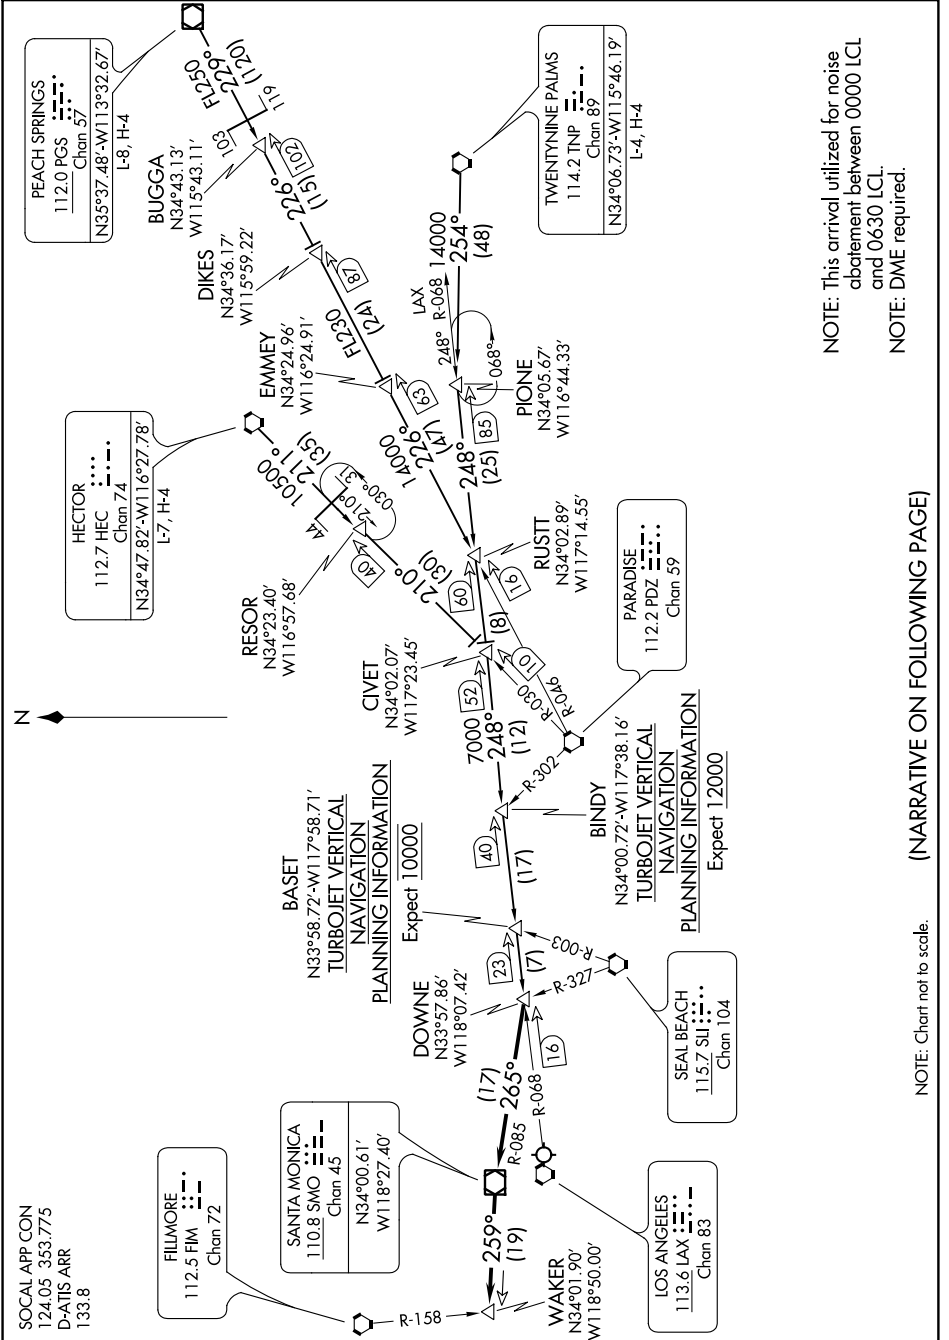 SOCAL APP CON
124.05 353.775
D-ATIS ARR
133.8
N
PEACH SPRINGS
112.0 PGS
Chan 57
N35°37.48′-W113°32.67′
L-8, H-4
FL250
229°
(120)
119
103
BUGGA
N34°43.13′
W115°43.11′
102
226°
(15)
DIKES
N34°36.17′
W115°59.22′
87
FL230
(24)
EMMEY
N34°24.96′
W116°24.91′
63
14000
226°
(47)
TWENTYNINE PALMS
114.2 TNP
Chan 89
N34°06.73′-W115°46.19′
L-4, H-4
14000
254°
(48)
LAX
R-068
248°
068°
PIONE
N34°05.67′
W116°44.33′
85
248°
(25)
HECTOR
112.7 HEC
Chan 74
N34°47.82′-W116°27.78′
L-7, H-4
10500
211°
(35)
31
44
210°
030°
RESOR
N34°23.40′
W116°57.68′
40
210°
(30)
RUSTT
N34°02.89′
W117°14.55′
60
16
(8)
CIVET
N34°02.07′
W117°23.45′
52
10
R-030
R-046
PARADISE
112.2 PDZ
Chan 59
R-302
7000
248°
(12)
BINDY
N34°00.72′-W117°38.16′
TURBOJET VERTICAL
NAVIGATION
PLANNING INFORMATION
Expect 12000
40
(17)
BASET
N33°58.72′-W117°58.71′
TURBOJET VERTICAL
NAVIGATION
PLANNING INFORMATION
Expect 10000
23
(7)
R-003
R-327
DOWNE
N33°57.86′
W118°07.42′
16
SEAL BEACH
115.7 SLI
Chan 104
(17)
265°
R-085
R-068
SANTA MONICA
110.8 SMO
Chan 45
N34°00.61′
W118°27.40′
LOS ANGELES
113.6 LAX
Chan 83
259°
(19)
WAKER
N34°01.90′
W118°50.00′
FILLMORE
112.5 FIM
Chan 72
R-158
NOTE: This arrival utilized for noise
abatement between 0000 LCL
and 0630 LCL.
NOTE: DME required.
NOTE: Chart not to scale.
(NARRATIVE ON FOLLOWING PAGE)